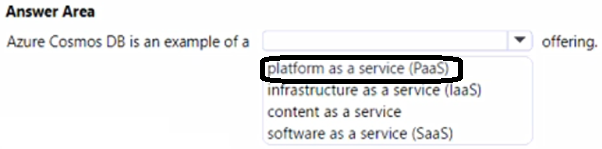 Answer Area
Azure Cosmos DB is an example of a offering.
platform as a service (PaaS)
infrastructure as a service (IaaS)
content as a service
software as a service (SaaS)